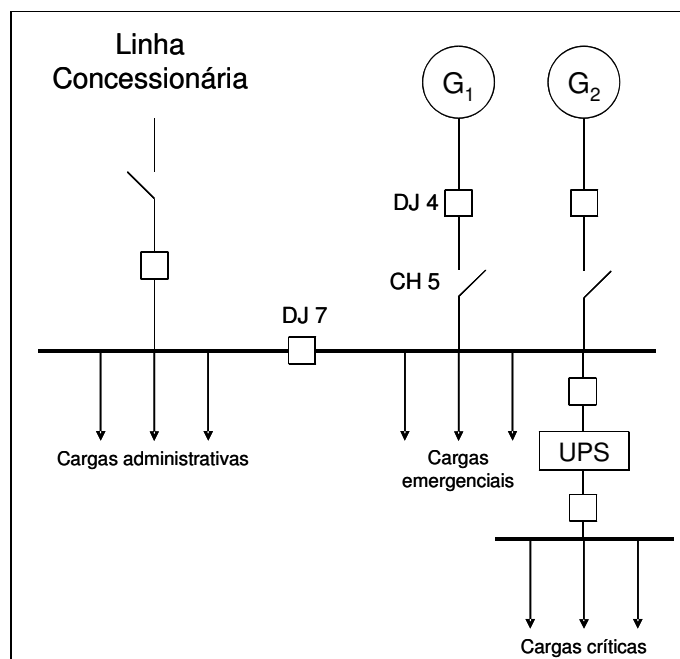 Linha
Concessionária
G1
G2
DJ 4
CH 5
DJ 7
Cargas administrativas
Cargas
emergenciais
UPS
Cargas críticas